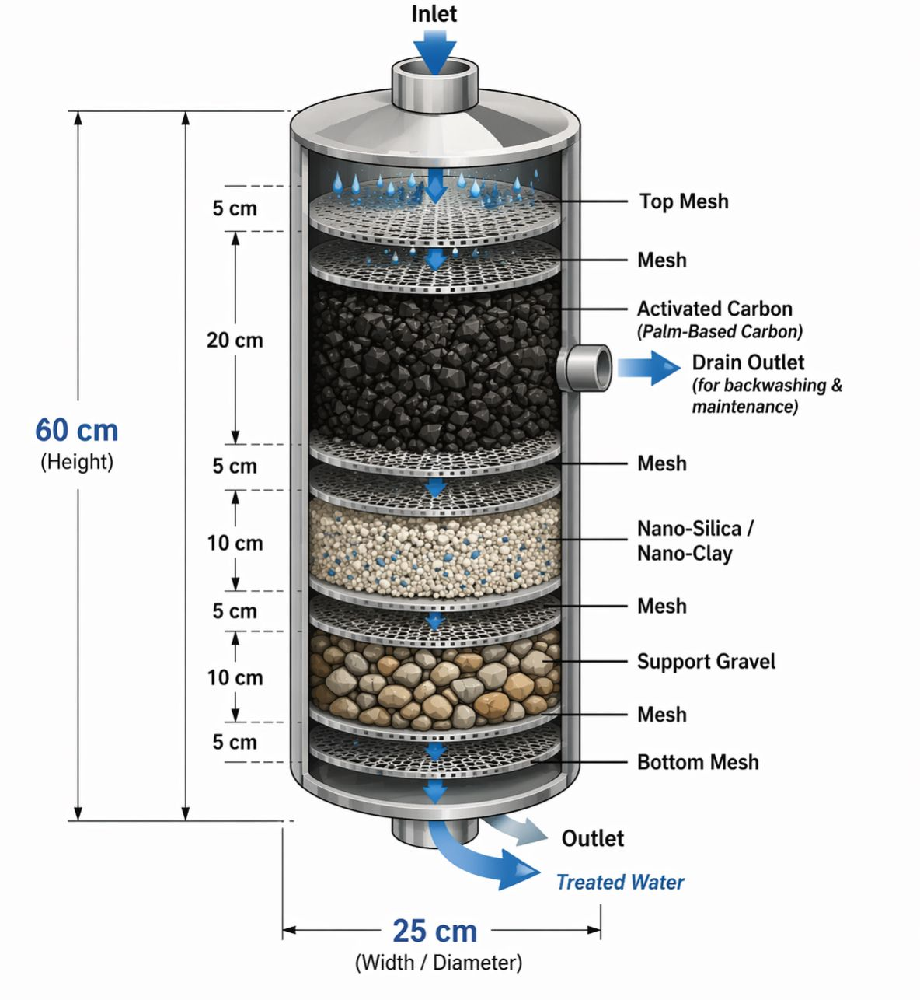 Inlet
5 cm
Top Mesh
Mesh
Activated Carbon
(Palm-Based Carbon)
20 cm
Drain Outlet
(for backwashing &
maintenance)
60 cm
(Height)
5 cm
Mesh
10 cm
Nano-Silica /
Nano-Clay
5 cm
Mesh
10 cm
Support Gravel
Mesh
5 cm
Bottom Mesh
Outlet
Treated Water
25 cm
(Width / Diameter)